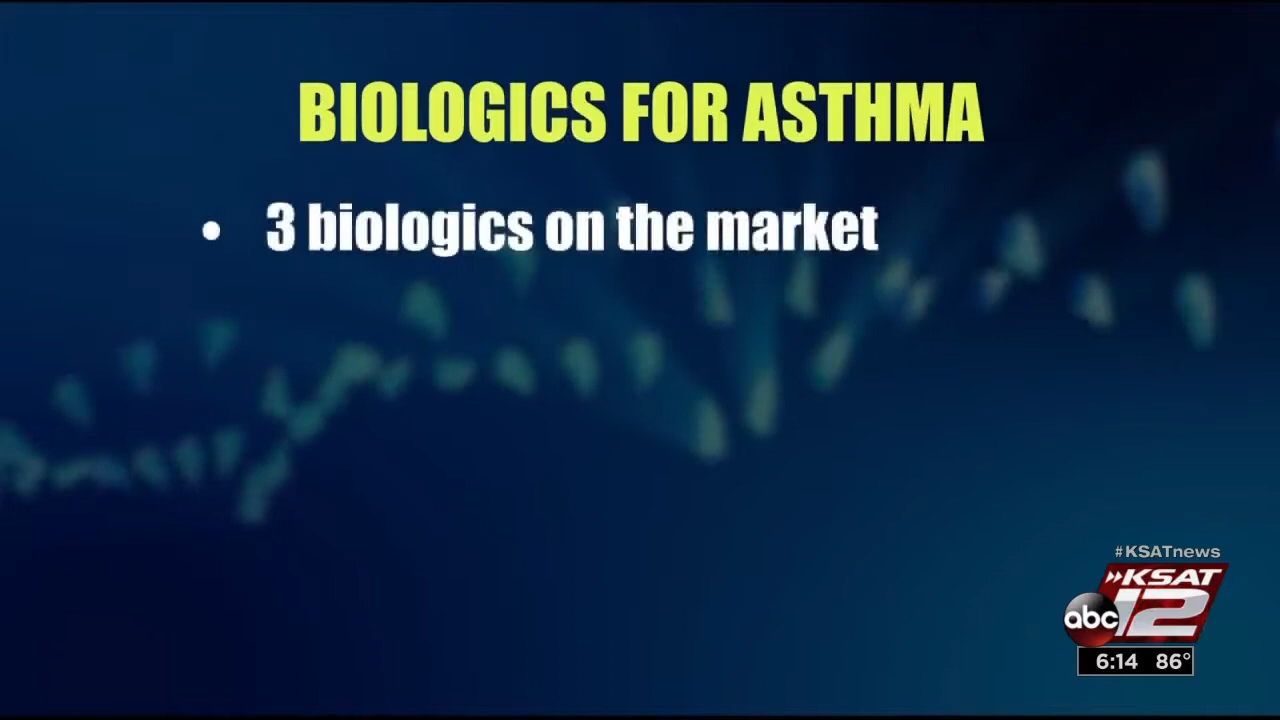 BIOLOGICS FOR ASTHMA
• 3 biologics on the market
#KSATnews
KSAT
abc 12
6:14 86°